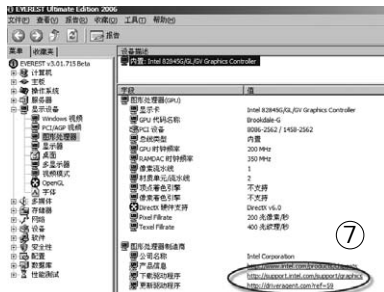 EVEREST Ultimate Edition 2006
文件(F) 查看(V) 报告(R) 收藏(O) 工具(T) 帮助(H)
报告
菜单 收藏夹
设备描述
内置: Intel 82845G/GL/GV Graphics Controller
EVEREST v3.01.715 Beta
计算机
主板
操作系统
服务器
显示设备
Windows 视频
PCI/AGP 视频
图形处理器
显示器
桌面
多显示器
视频模式
OpenGL
字体
多媒体
存储器
网络
设备
软件
安全性
配置
数据库
性能测试
字段 值
图形处理器(GPU)
显示卡 Intel 82845G/GL/GV Graphics Controller
GPU 代码名称 Brookdale-G
PCI 设备 8086-2562 / 1458-2562
总线类型 内置
GPU 时钟频率 200 MHz
RAMDAC 时钟频率 350 MHz
像素流水线 1
材质单元/流水线 2
顶点着色引擎 不支持
像素着色引擎 不支持
DirectX 硬件支持 DirectX v6.0
Pixel Fillrate 200 兆像素/秒
Texel Fillrate 400 兆纹理/秒
图形处理器制造商
公司名称 Intel Corporation
产品信息
下载驱动程序 http://support.intel.com/support/graphics
更新驱动程序 http://driveragent.com?ref=59
⑦